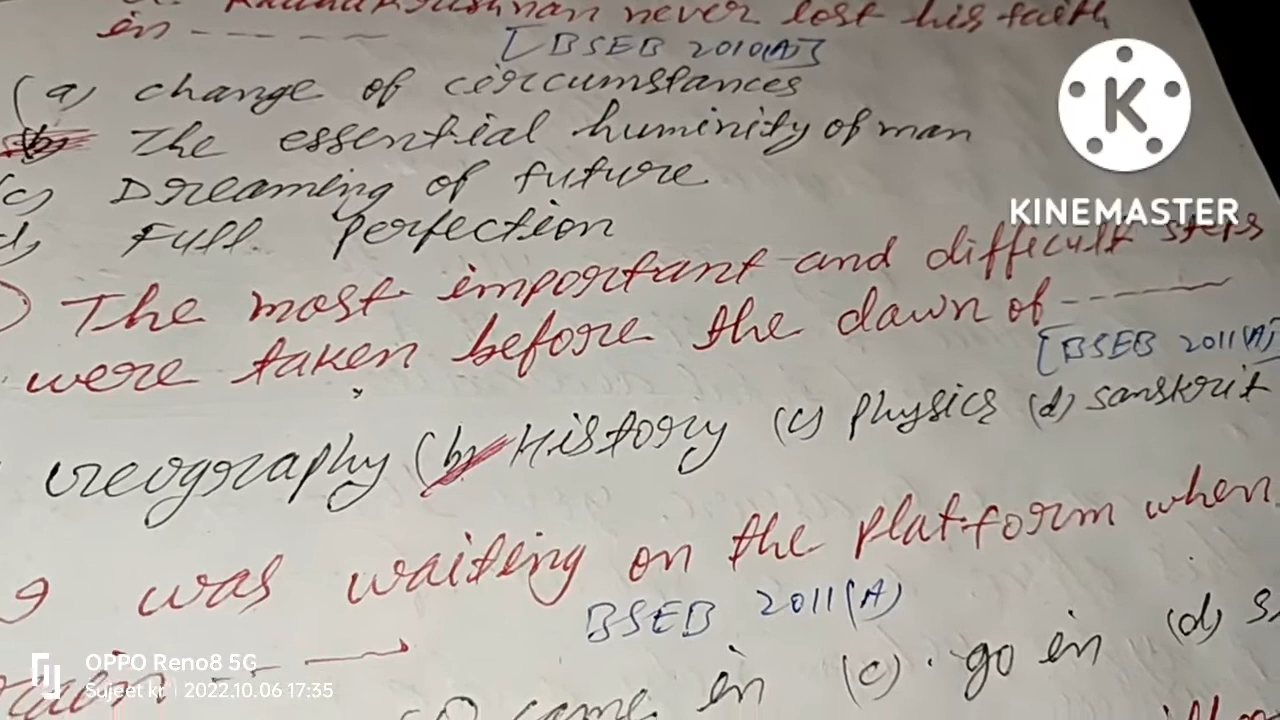 never lost his faith
in - - - - -
[BSEB 2010(A)]
(a) change of circumstances
(b) The essential huminity of man
(c) Dreaming of future
d) Full perfection
) The most important and difficult steps
were taken before the dawn of - - - - -
[BSEB 2011(A)]
Geography (b) History (c) Physics (d) sanskrit
I was waiting on the platform when
BSEB 2011(A)
came in (c) go in (d)
K
KINEMASTER
OPPO Reno8 5G
Sujeet kr | 2022.10.06 17:35